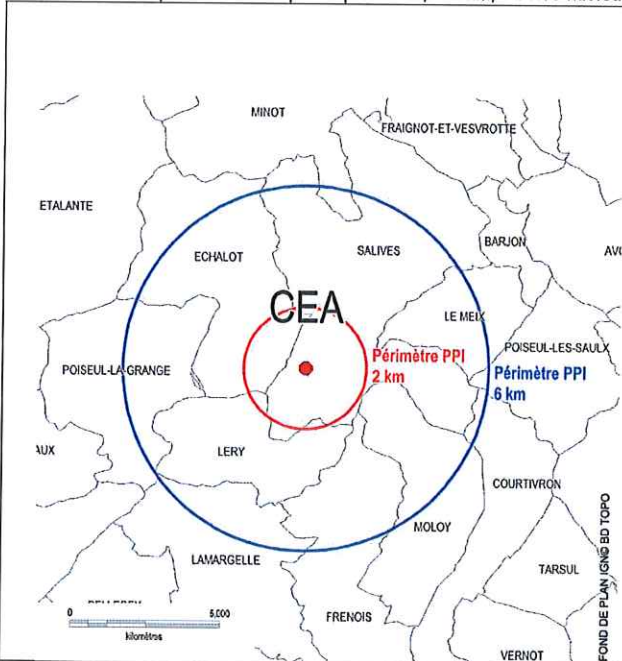 MINOT
FRAIGNOT-ET-VESVROTTE
ETALANTE
ECHALOT
SALIVES
BARJON
CEA
LE MEIX
POISEUL-LA-GRANGE
Périmètre PPI
2 km
POISEUL-LES-SAULX
Périmètre PPI
6 km
LERY
AUX
COURTIVRON
MOLOY
LAMARGELLE
TARSUL
FRENOIS
VERNOT
0 5,000
kilomètres
FOND DE PLAN IGN© BD TOPO